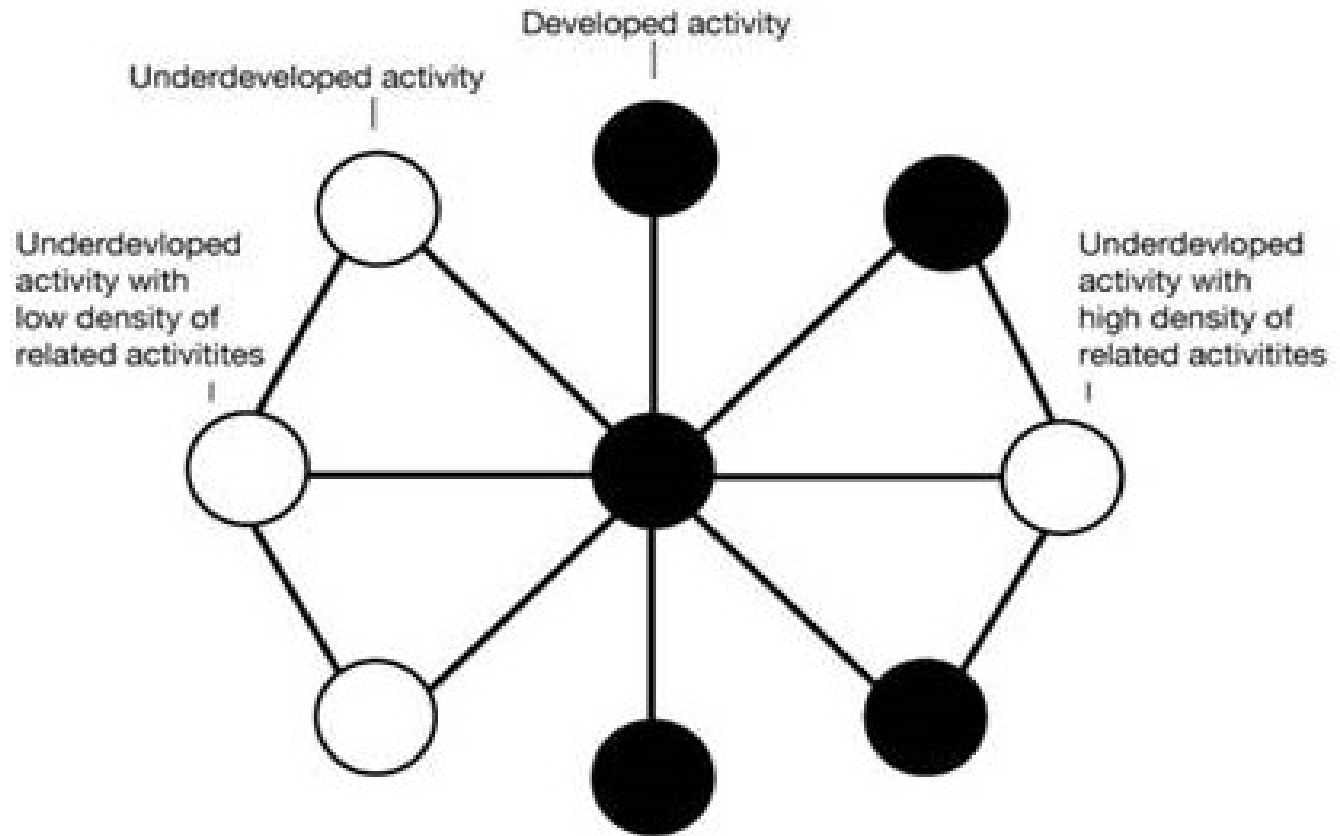 Developed activity
Underdeveloped activity
Underdevloped
activity with
low density of
related activitites
Underdevloped
activity with
high density of
related activitites